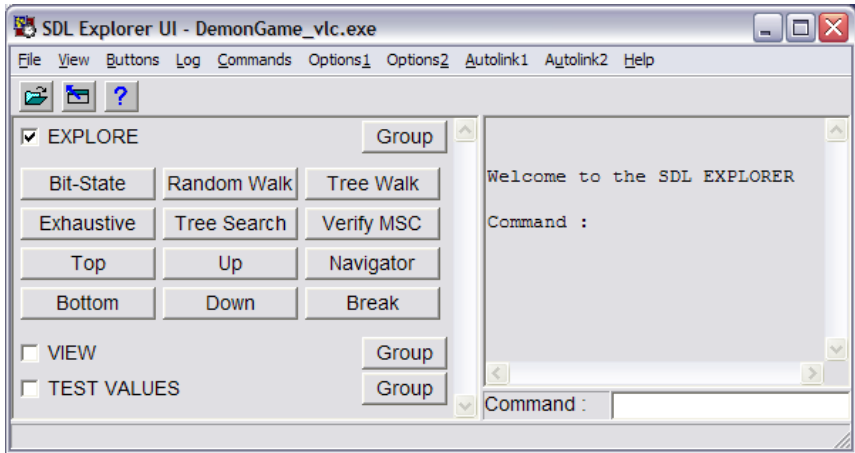 SDL Explorer UI - DemonGame_vlc.exe
File View Buttons Log Commands Options1 Options2 Autolink1 Autolink2 Help
?
EXPLORE Group
Bit-State Random Walk Tree Walk
Exhaustive Tree Search Verify MSC
Top Up Navigator
Bottom Down Break
VIEW Group
TEST VALUES Group
Welcome to the SDL EXPLORER
Command :
Command :